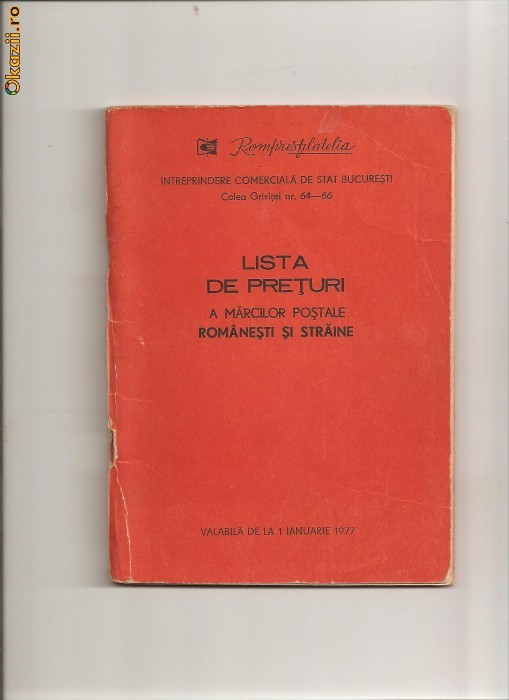 Okazii.ro
Rompresfilatelia
INTREPRINDERE COMERCIALĂ DE STAT BUCUREȘTI
Calea Griviței nr. 64—66
LISTA
DE PREȚURI
A MĂRCILOR POȘTALE
ROMÂNEȘTI ȘI STRĂINE
VALABILĂ DE LA 1 IANUARIE 1977